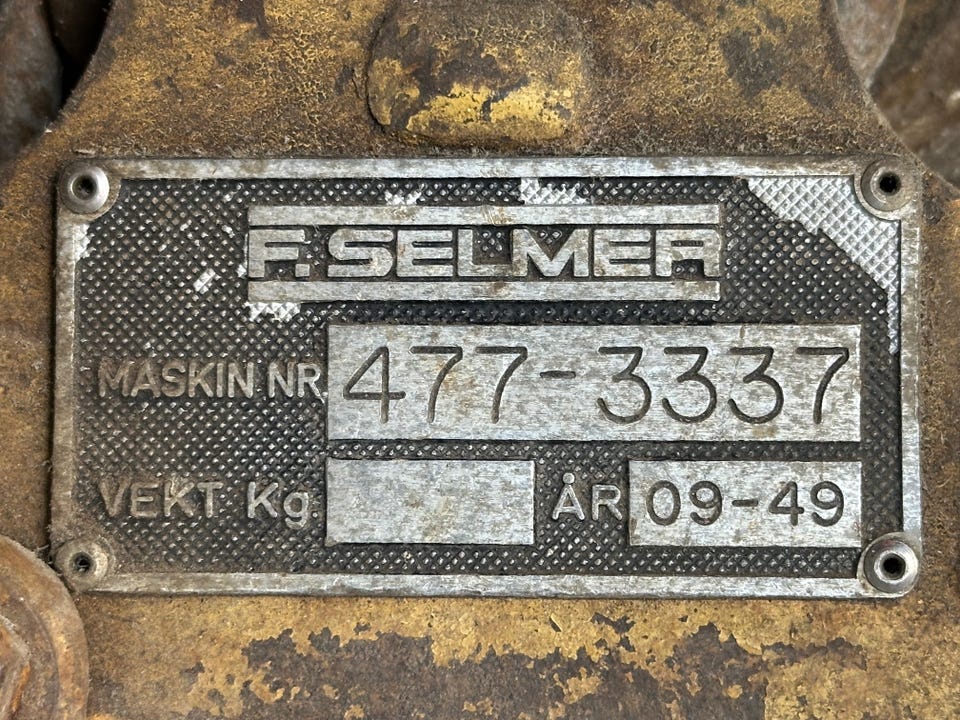 F. SELMER
MASKIN NR 477-3337
VEKT Kg. ÅR 09-49